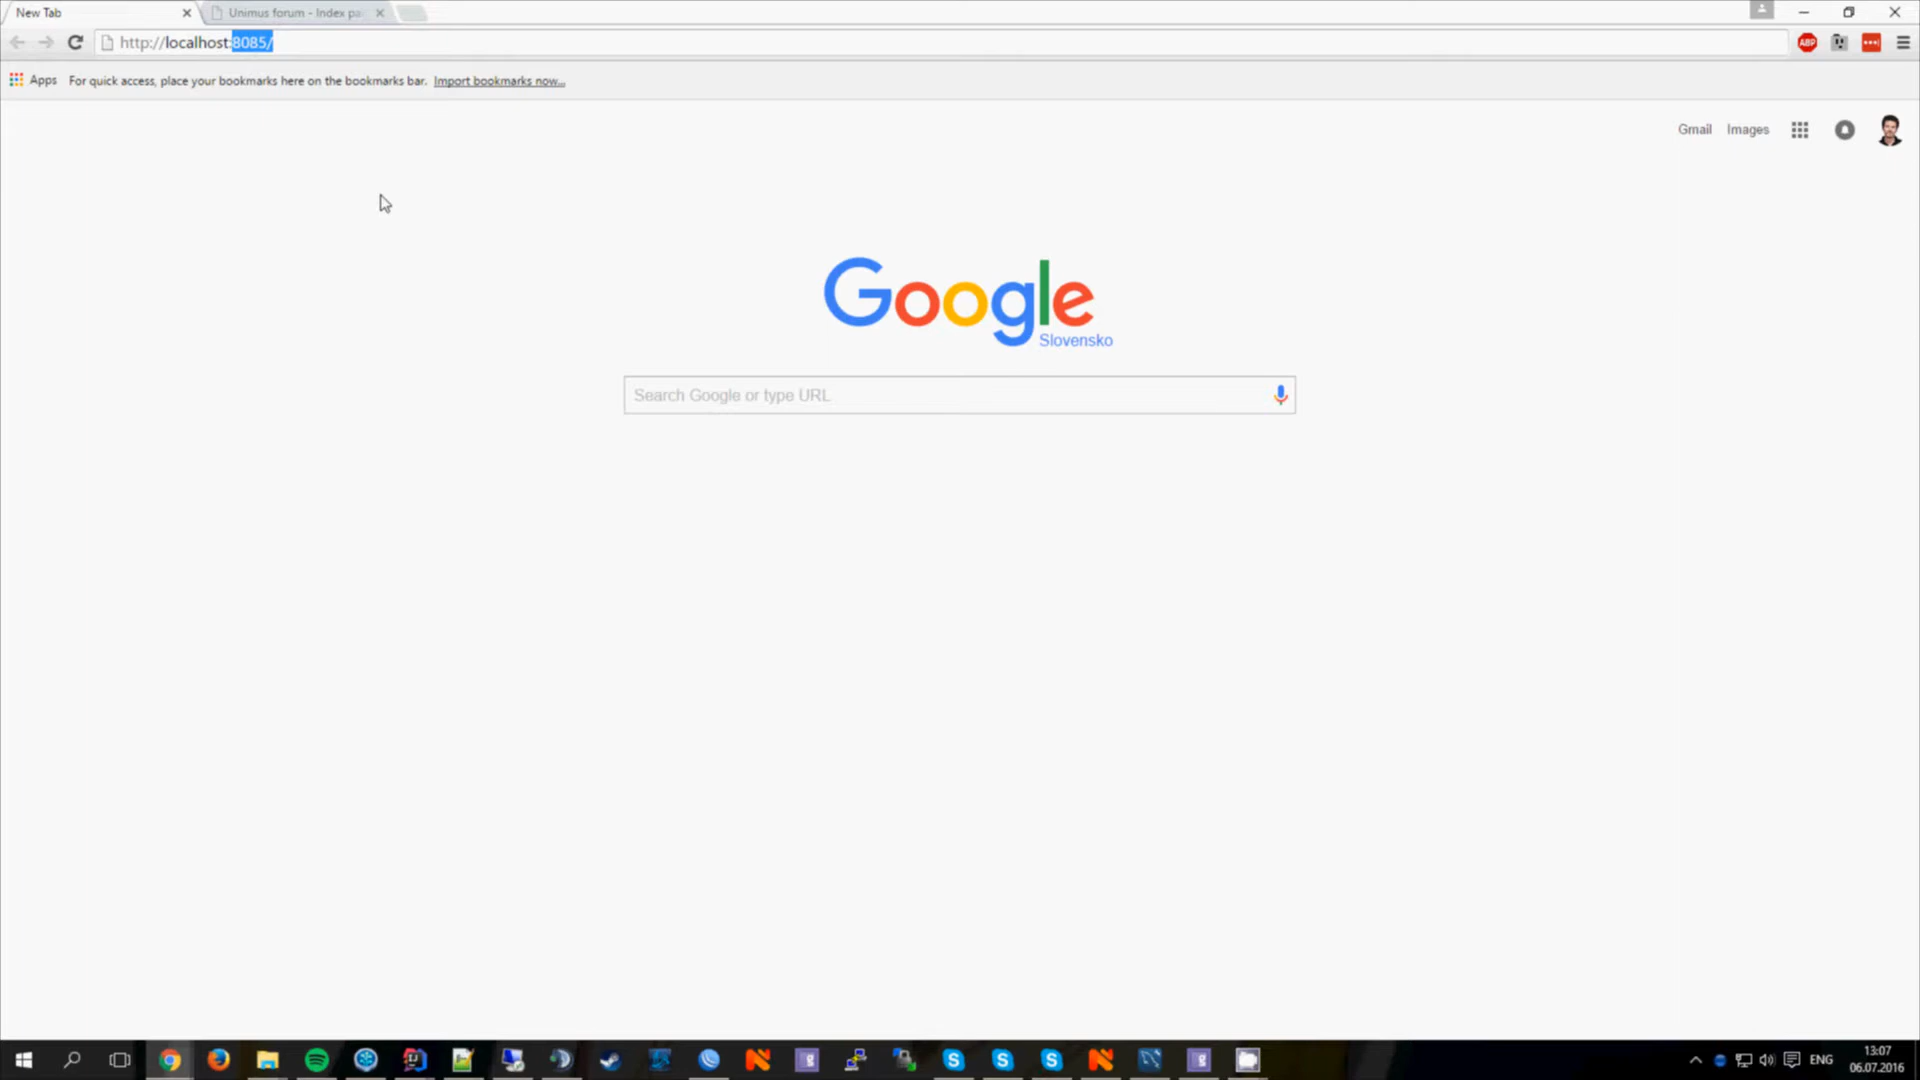 New Tab
Unimus forum - Index pa
http://localhost:8085/
ABP
Apps For quick access, place your bookmarks here on the bookmarks bar. Import bookmarks now...
Gmail Images
Google
Slovensko
Search Google or type URL
ENG
13:07
06.07.2016